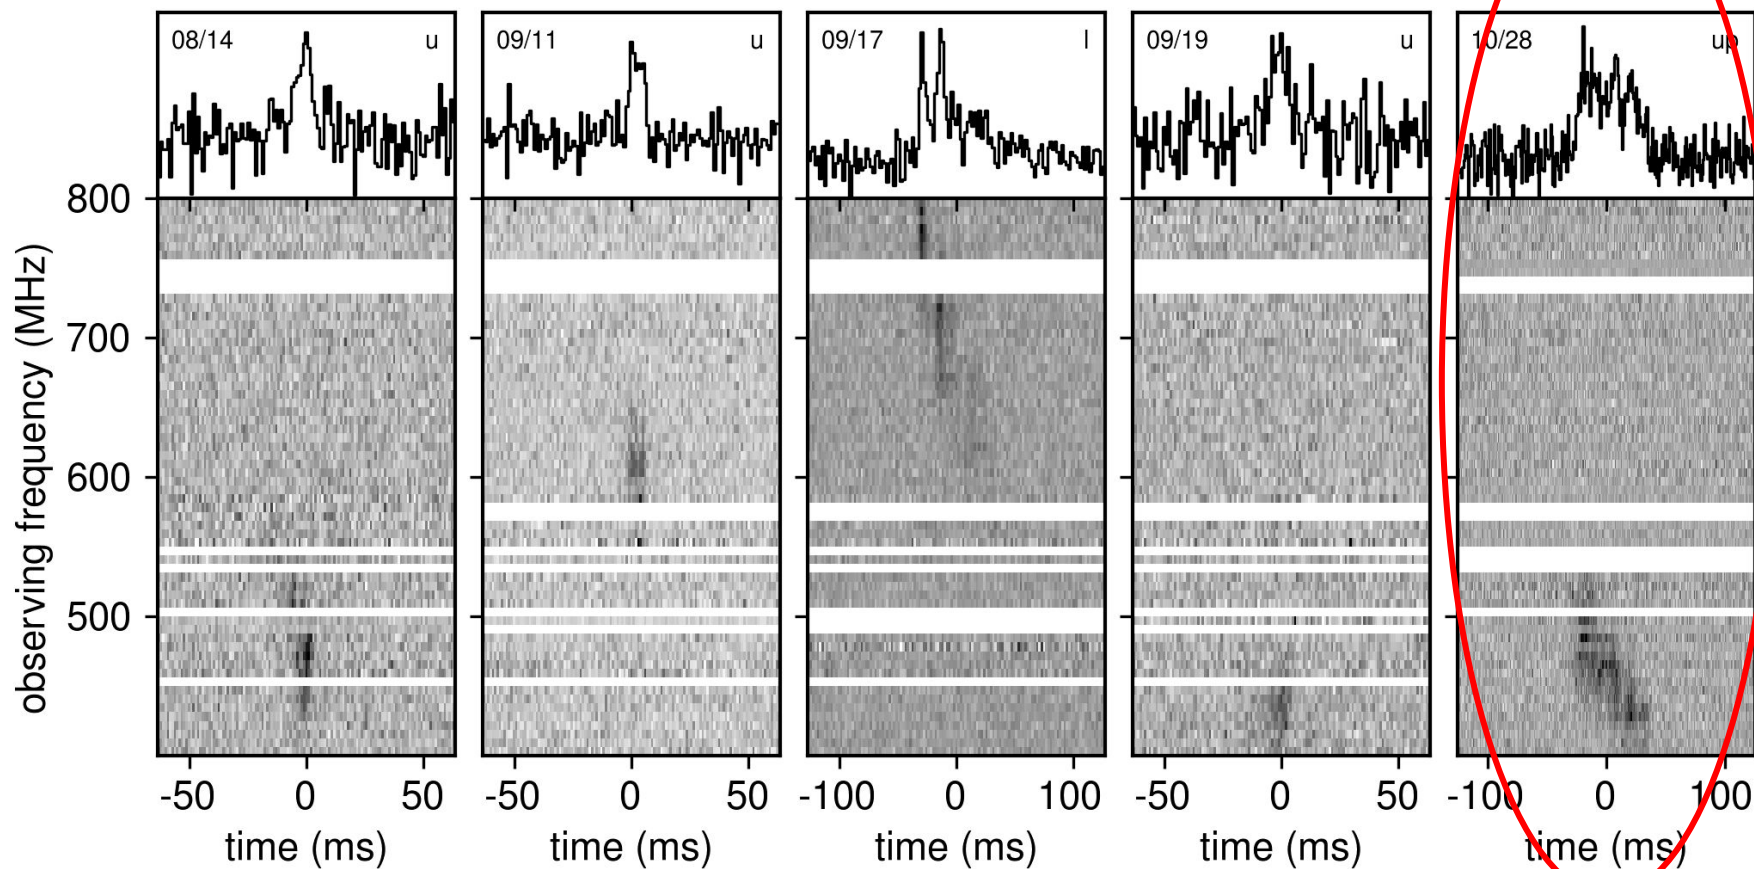 08/14 u 09/11 u 09/17 l 09/19 u 10/28 up
800
700
600
500
observing frequency (MHz)
-50 0 50 -50 0 50 -100 0 100 -50 0 50 -100 0 100
time (ms) time (ms) time (ms) time (ms) time (ms)